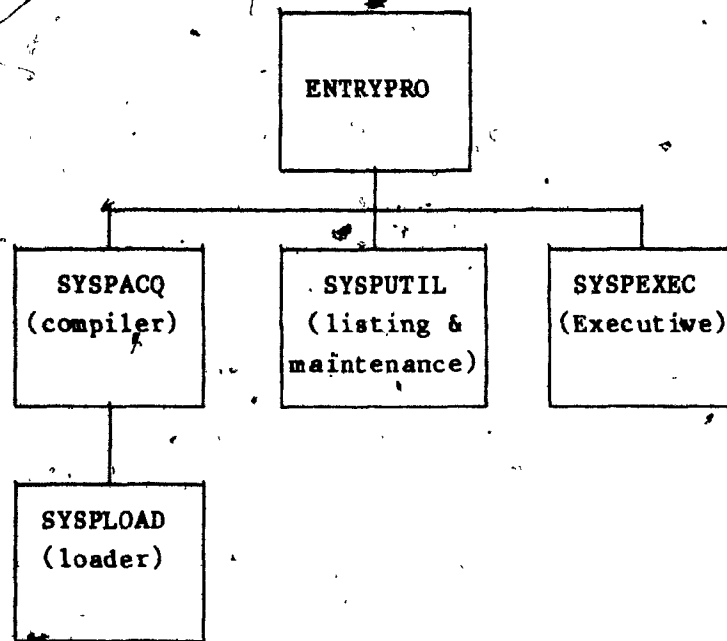 ENTRYPRO
SYSPACQ
(compiler)
SYSPUTIL
(listing &
maintenance)
SYSPEXEC
(Executive)
SYSPLOAD
(loader)